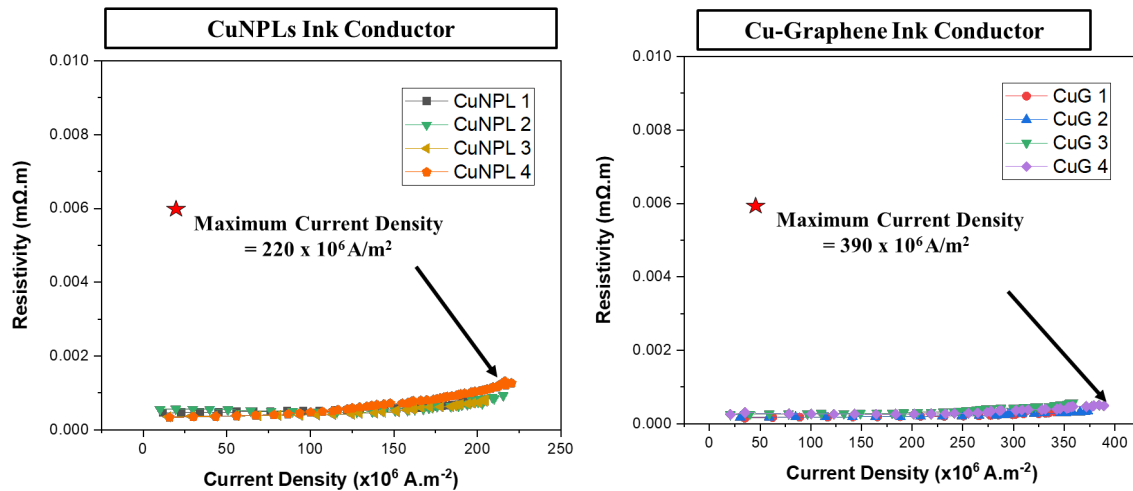 CuNPLs Ink Conductor
0.010
0.008
0.006
0.004
0.002
0.000
Resistivity (mΩ.m)
CuNPL 1
CuNPL 2
CuNPL 3
CuNPL 4
Maximum Current Density
= 220 x 10⁶ A/m²
0
50
100
150
200
250
Current Density (x10⁶ A.m⁻²)
Cu-Graphene Ink Conductor
0.010
0.008
0.006
0.004
0.002
0.000
Resistivity (mΩ.m)
CuG 1
CuG 2
CuG 3
CuG 4
Maximum Current Density
= 390 x 10⁶ A/m²
0
50
100
150
200
250
300
350
400
Current Density (x10⁶ A.m⁻²)